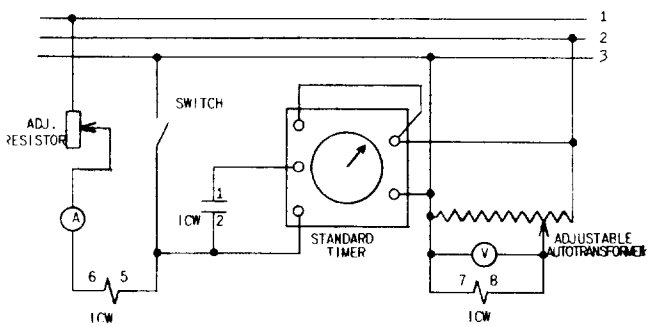 1
2
3
SWITCH
ADJ.
RESISTOR
A
1
ICW
2
STANDARD
TIMER
V
ADJUSTABLE
AUTOTRANSFORMER
6 5
ICW
7 8
ICW